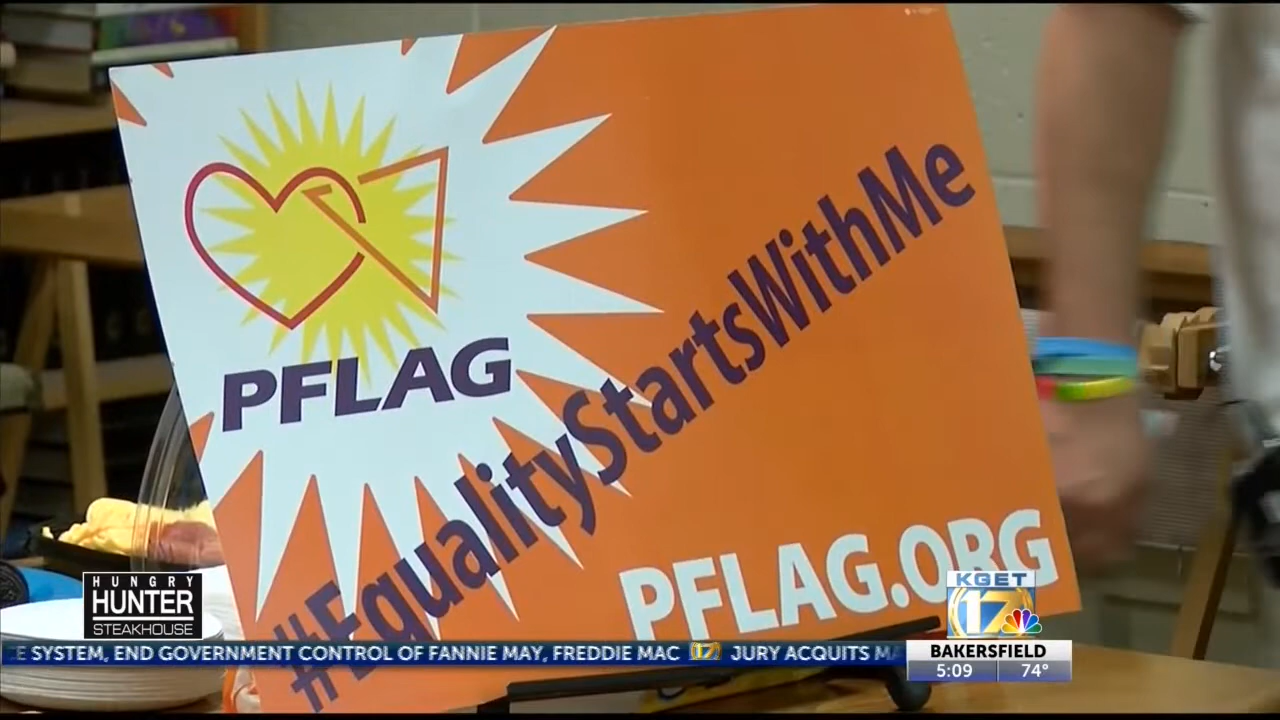 PFLAG
#EqualityStartsWithMe
PFLAG.ORG
HUNGRY
HUNTER
STEAKHOUSE
KGET
17
E SYSTEM, END GOVERNMENT CONTROL OF FANNIE MAY, FREDDIE MAC 17 JURY ACQUITS MA
BAKERSFIELD
5:09 74°